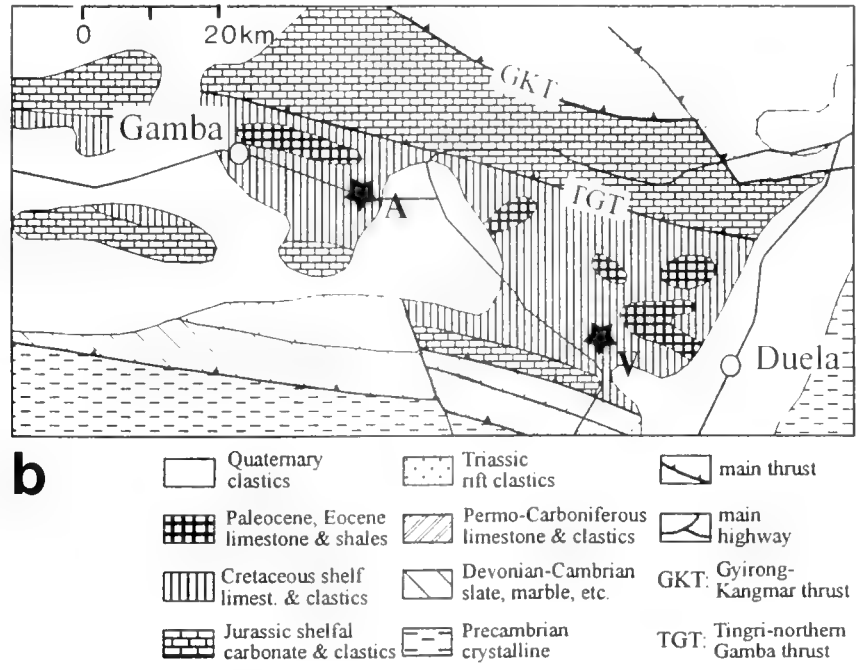 0 20km
GKT
Gamba
A
TGT
V
Duela
b
Quaternary
clastics
Paleocene, Eocene
limestone & shales
Cretaceous shelf
limest. & clastics
Jurassic shelfal
carbonate & clastics
Triassic
rift clastics
Permo-Carboniferous
limestone & clastics
Devonian-Cambrian
slate, marble, etc.
Precambrian
crystalline
main thrust
main
highway
GKT: Gyirong-
Kangmar thrust
TGT: Tingri-northern
Gamba thrust